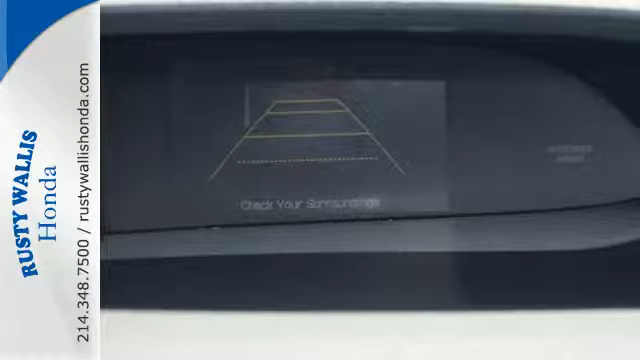 RUSTY WALLIS
Honda
214.348.7500 / rustywallishonda.com
Check Your Surroundings